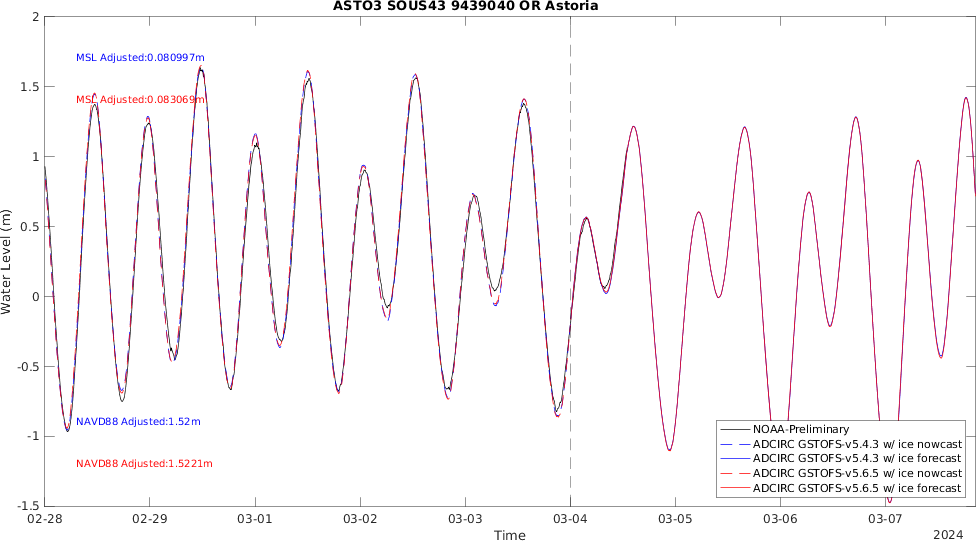 ASTO3 SOUS43 9439040 OR Astoria
2
1.5
1
0.5
0
-0.5
-1
-1.5
Water Level (m)
MSL Adjusted:0.080997m
MSL Adjusted:0.083069m
NAVD88 Adjusted:1.52m
NAVD88 Adjusted:1.5221m
NOAA-Preliminary
ADCIRC GSTOFS-v5.4.3 w/ ice nowcast
ADCIRC GSTOFS-v5.4.3 w/ ice forecast
ADCIRC GSTOFS-v5.6.5 w/ ice nowcast
ADCIRC GSTOFS-v5.6.5 w/ ice forecast
02-28 02-29 03-01 03-02 03-03 03-04 03-05 03-06 03-07
Time
2024